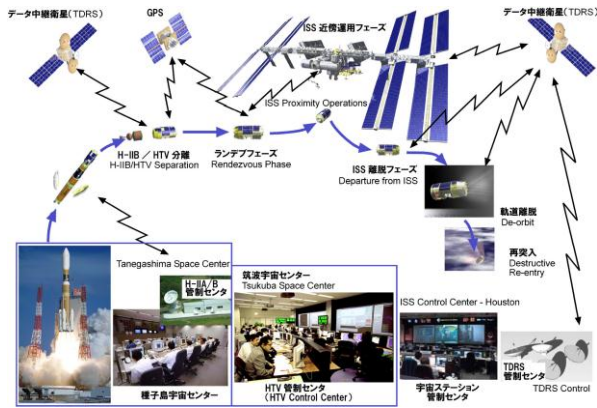 データ中継衛星(TDRS)
GPS
ISS 近傍運用フェーズ
データ中継衛星(TDRS)
ISS Proximity Operations
H-IIB / HTV 分離
H-IIB/HTV Separation
ランデブフェーズ
Rendezvous Phase
ISS 離脱フェーズ
Departure from ISS
軌道離脱
De-orbit
再突入
Destructive
Re-entry
Tanegashima Space Center
H-IIA/B
管制センタ
種子島宇宙センター
筑波宇宙センター
Tsukuba Space Center
HTV 管制センタ
(HTV Control Center)
ISS Control Center - Houston
宇宙ステーション
管制センタ
TDRS
管制センタ
TDRS Control